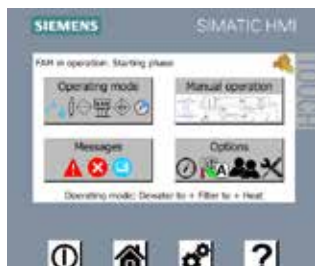 SIEMENS
SIMATIC HMI
FAM in operation. Starting phase
Operating mode
Manual operation
TOUCH
Messages
Options
A
Operating mode: Dewater to + Filter to + Heat
?